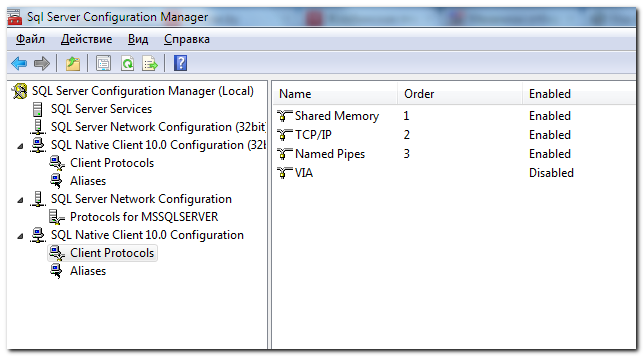 Sql Server Configuration Manager
Файл Действие Вид Справка
SQL Server Configuration Manager (Local)
SQL Server Services
SQL Server Network Configuration (32bit
SQL Native Client 10.0 Configuration (32
Client Protocols
Aliases
SQL Server Network Configuration
Protocols for MSSQLSERVER
SQL Native Client 10.0 Configuration
Client Protocols
Aliases
Name Order Enabled
Shared Memory 1 Enabled
TCP/IP 2 Enabled
Named Pipes 3 Enabled
VIA Disabled